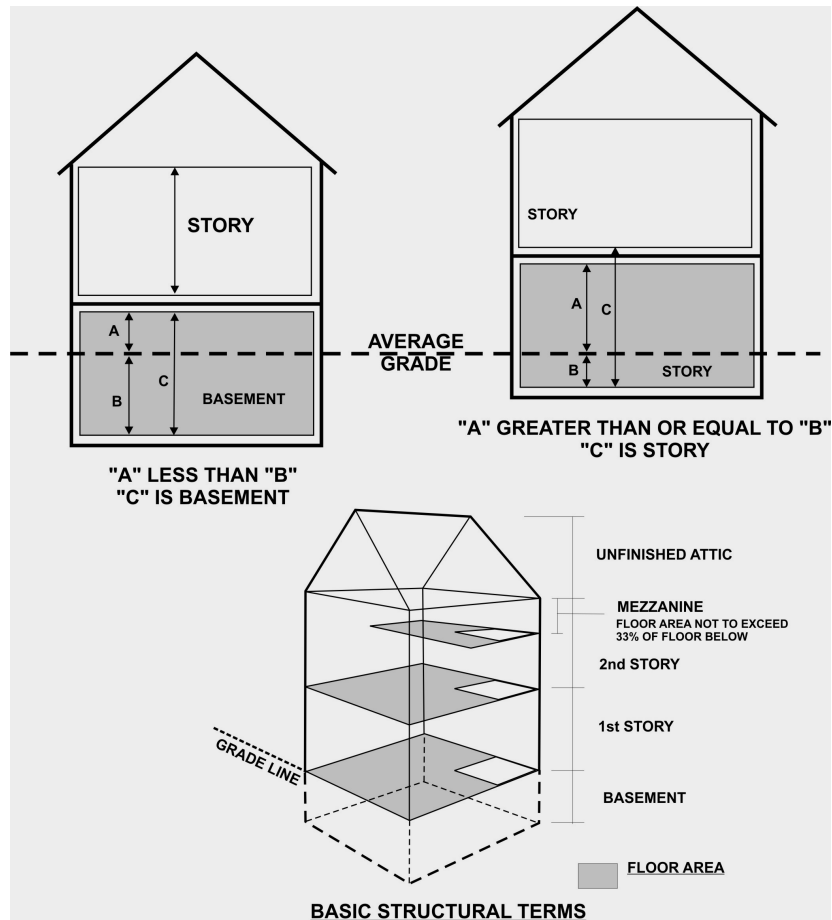 STORY
A
C
B
BASEMENT
"A" LESS THAN "B"
"C" IS BASEMENT
AVERAGE
GRADE
STORY
A
C
B
STORY
"A" GREATER THAN OR EQUAL TO "B"
"C" IS STORY
UNFINISHED ATTIC
MEZZANINE
FLOOR AREA NOT TO EXCEED
33% OF FLOOR BELOW
2nd STORY
1st STORY
GRADE LINE
BASEMENT
FLOOR AREA
BASIC STRUCTURAL TERMS